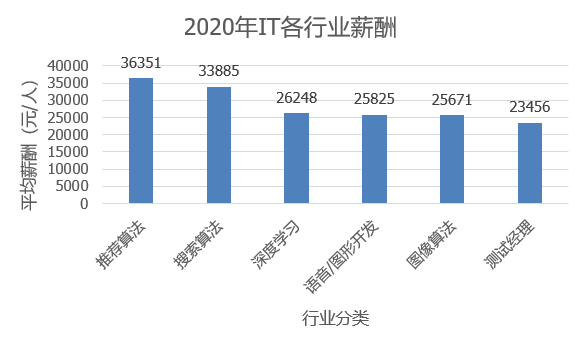 2020年IT各行业薪酬
平均薪酬（元/人）
40000
35000
30000
25000
20000
15000
10000
5000
0
36351
33885
26248
25825
25671
23456
推荐算法
搜索算法
深度学习
语音/图形开发
图像算法
测试经理
行业分类